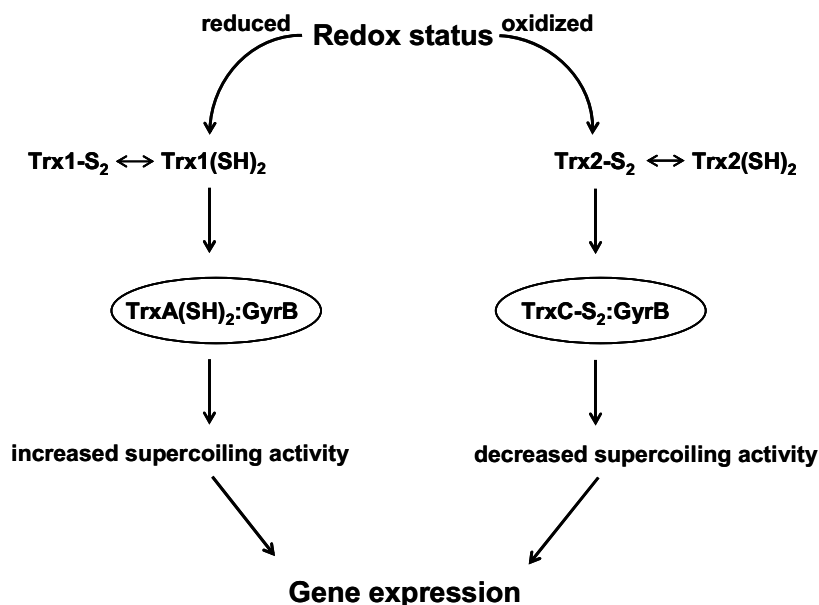 reduced Redox status oxidized
Trx1-S₂ ↔ Trx1(SH)₂
Trx2-S₂ ↔ Trx2(SH)₂
TrxA(SH)₂:GyrB
TrxC-S₂:GyrB
increased supercoiling activity
decreased supercoiling activity
Gene expression